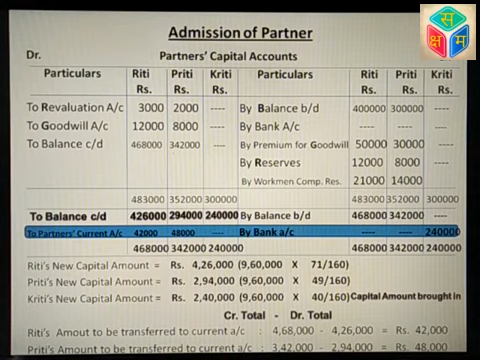 स
क्ष म
Admission of Partner
Dr. Partners' Capital Accounts
Particulars Riti Priti Kriti Particulars Riti Priti Kriti
Rs. Rs. Rs. Rs. Rs. Rs.
To Revaluation A/c 3000 2000 ---- By Balance b/d 400000 300000 ----
To Goodwill A/c 12000 8000 ---- By Bank A/c ---- ---- ----
To Balance c/d 468000 342000 ---- By Premium for Goodwill 50000 30000 ----
By Reserves 12000 8000 ----
By Workmen Comp. Res. 21000 14000
483000 352000 300000 483000 352000 300000
To Balance c/d 426000 294000 240000 By Balance b/d 468000 342000 ----
To Partners' Current A/c 42000 48000 ---- By Bank a/c ---- ---- 240000
468000 342000 240000 468000 342000 240000
Riti's New Capital Amount = Rs. 4,26,000 (9,60,000 X 71/160)
Priti's New Capital Amount = Rs. 2,94,000 (9,60,000 X 49/160)
Kriti's New Capital Amount = Rs. 2,40,000 (9,60,000 X 40/160) Capital Amount brought in
Cr. Total - Dr. Total
Riti's Amout to be transferred to current a/c : 4,68,000 - 4,26,000 = Rs. 42,000
Priti's Amount to be transferred to current a/c : 3,42,000 - 2,94,000 = Rs. 48,000